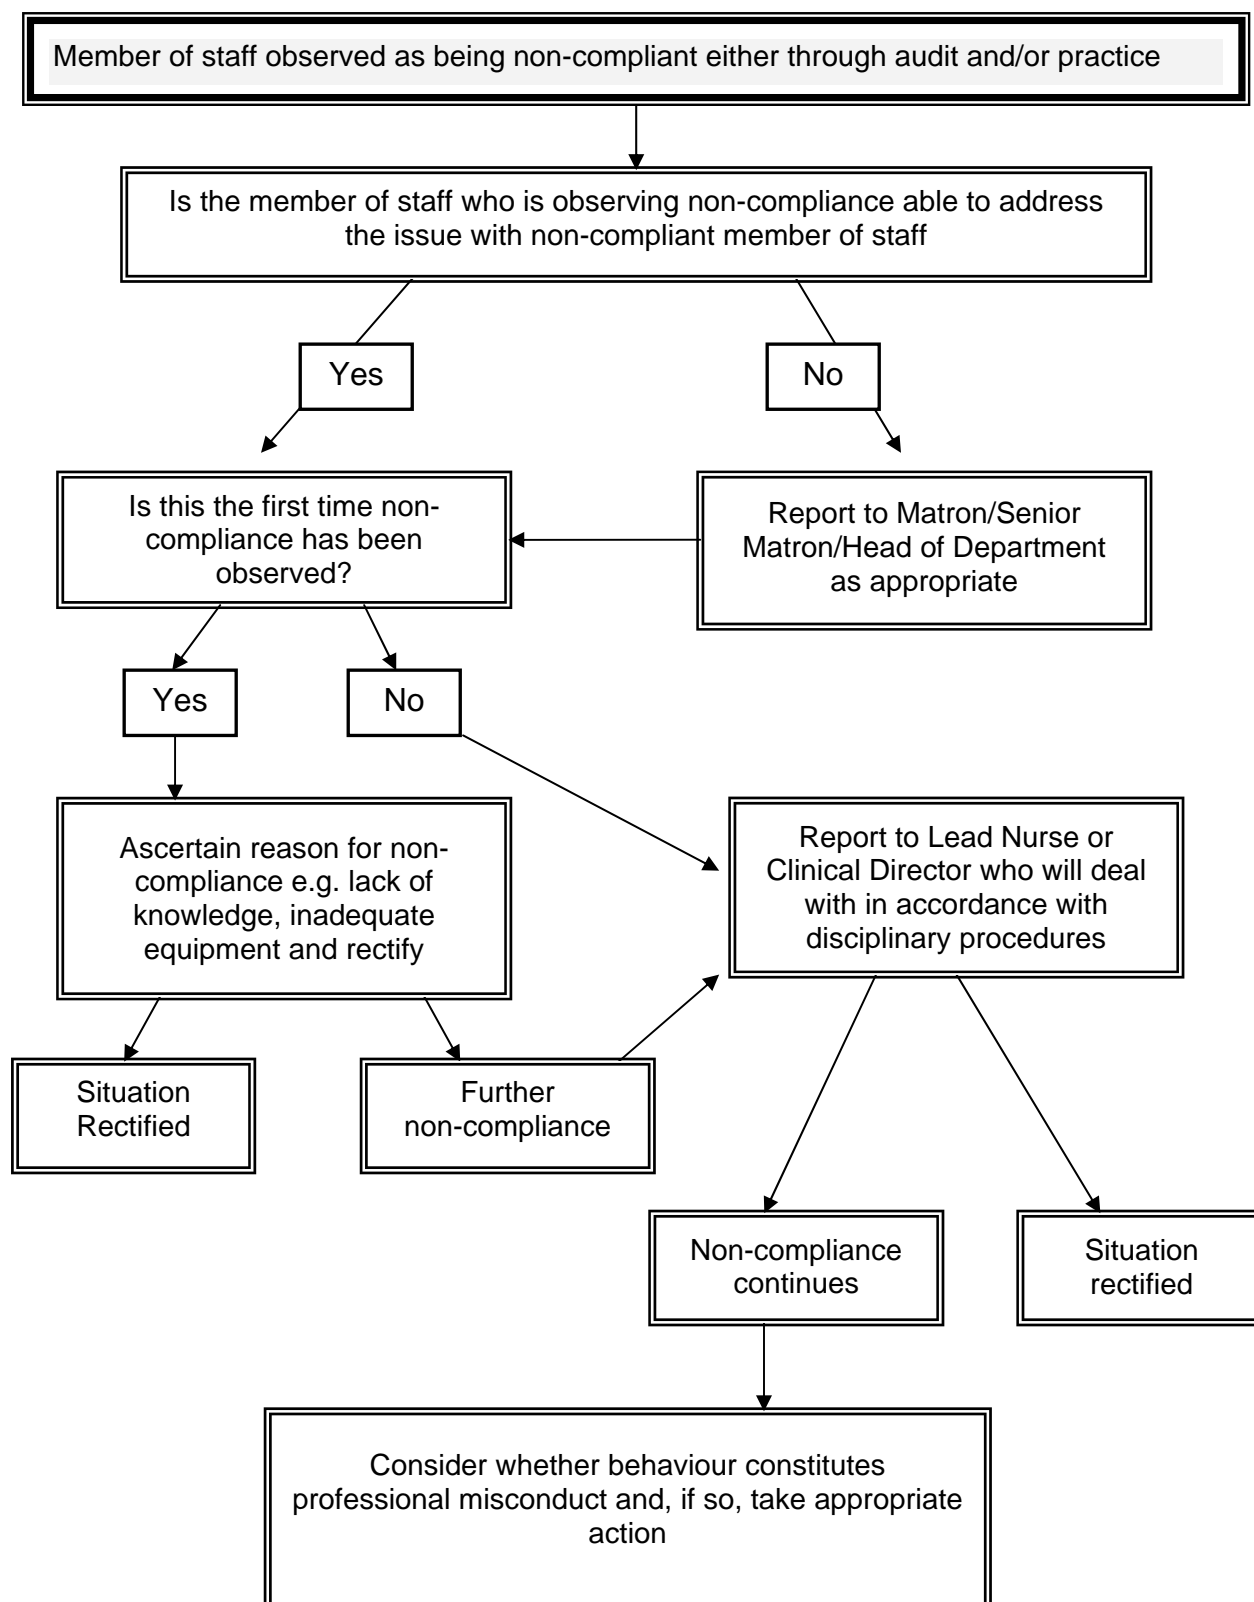 Member of staff observed as being non-compliant either through audit and/or practice
Is the member of staff who is observing non-compliance able to address
the issue with non-compliant member of staff
Yes
No
Is this the first time non-
compliance has been
observed?
Report to Matron/Senior
Matron/Head of Department
as appropriate
Yes
No
Ascertain reason for non-
compliance e.g. lack of
knowledge, inadequate
equipment and rectify
Report to Lead Nurse or
Clinical Director who will deal
with in accordance with
disciplinary procedures
Situation
Rectified
Further
non-compliance
Non-compliance
continues
Situation
rectified
Consider whether behaviour constitutes
professional misconduct and, if so, take appropriate
action